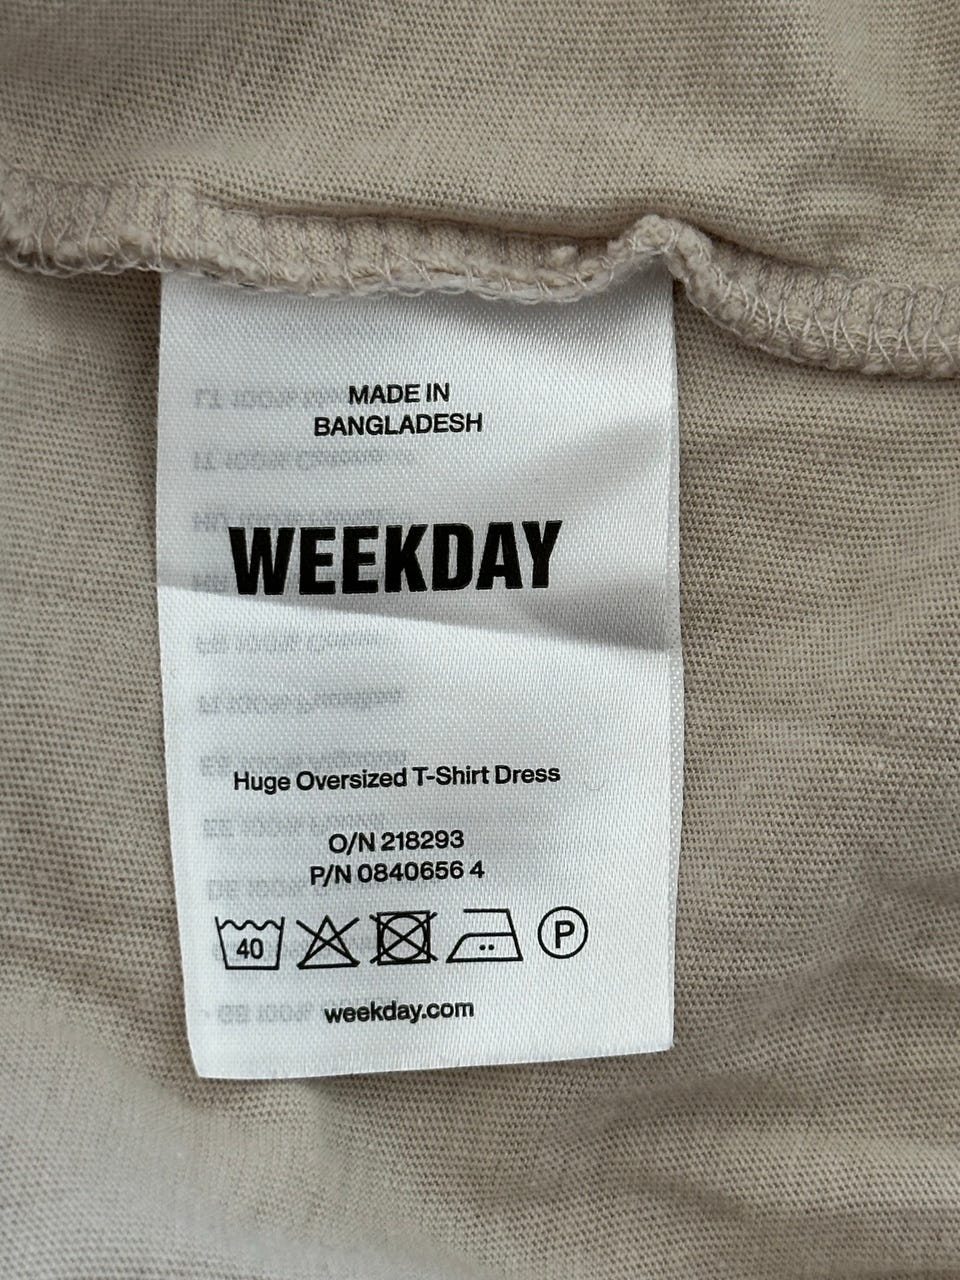 MADE IN
BANGLADESH
WEEKDAY
Huge Oversized T-Shirt Dress
O/N 218293
P/N 0840656 4
40
P
weekday.com